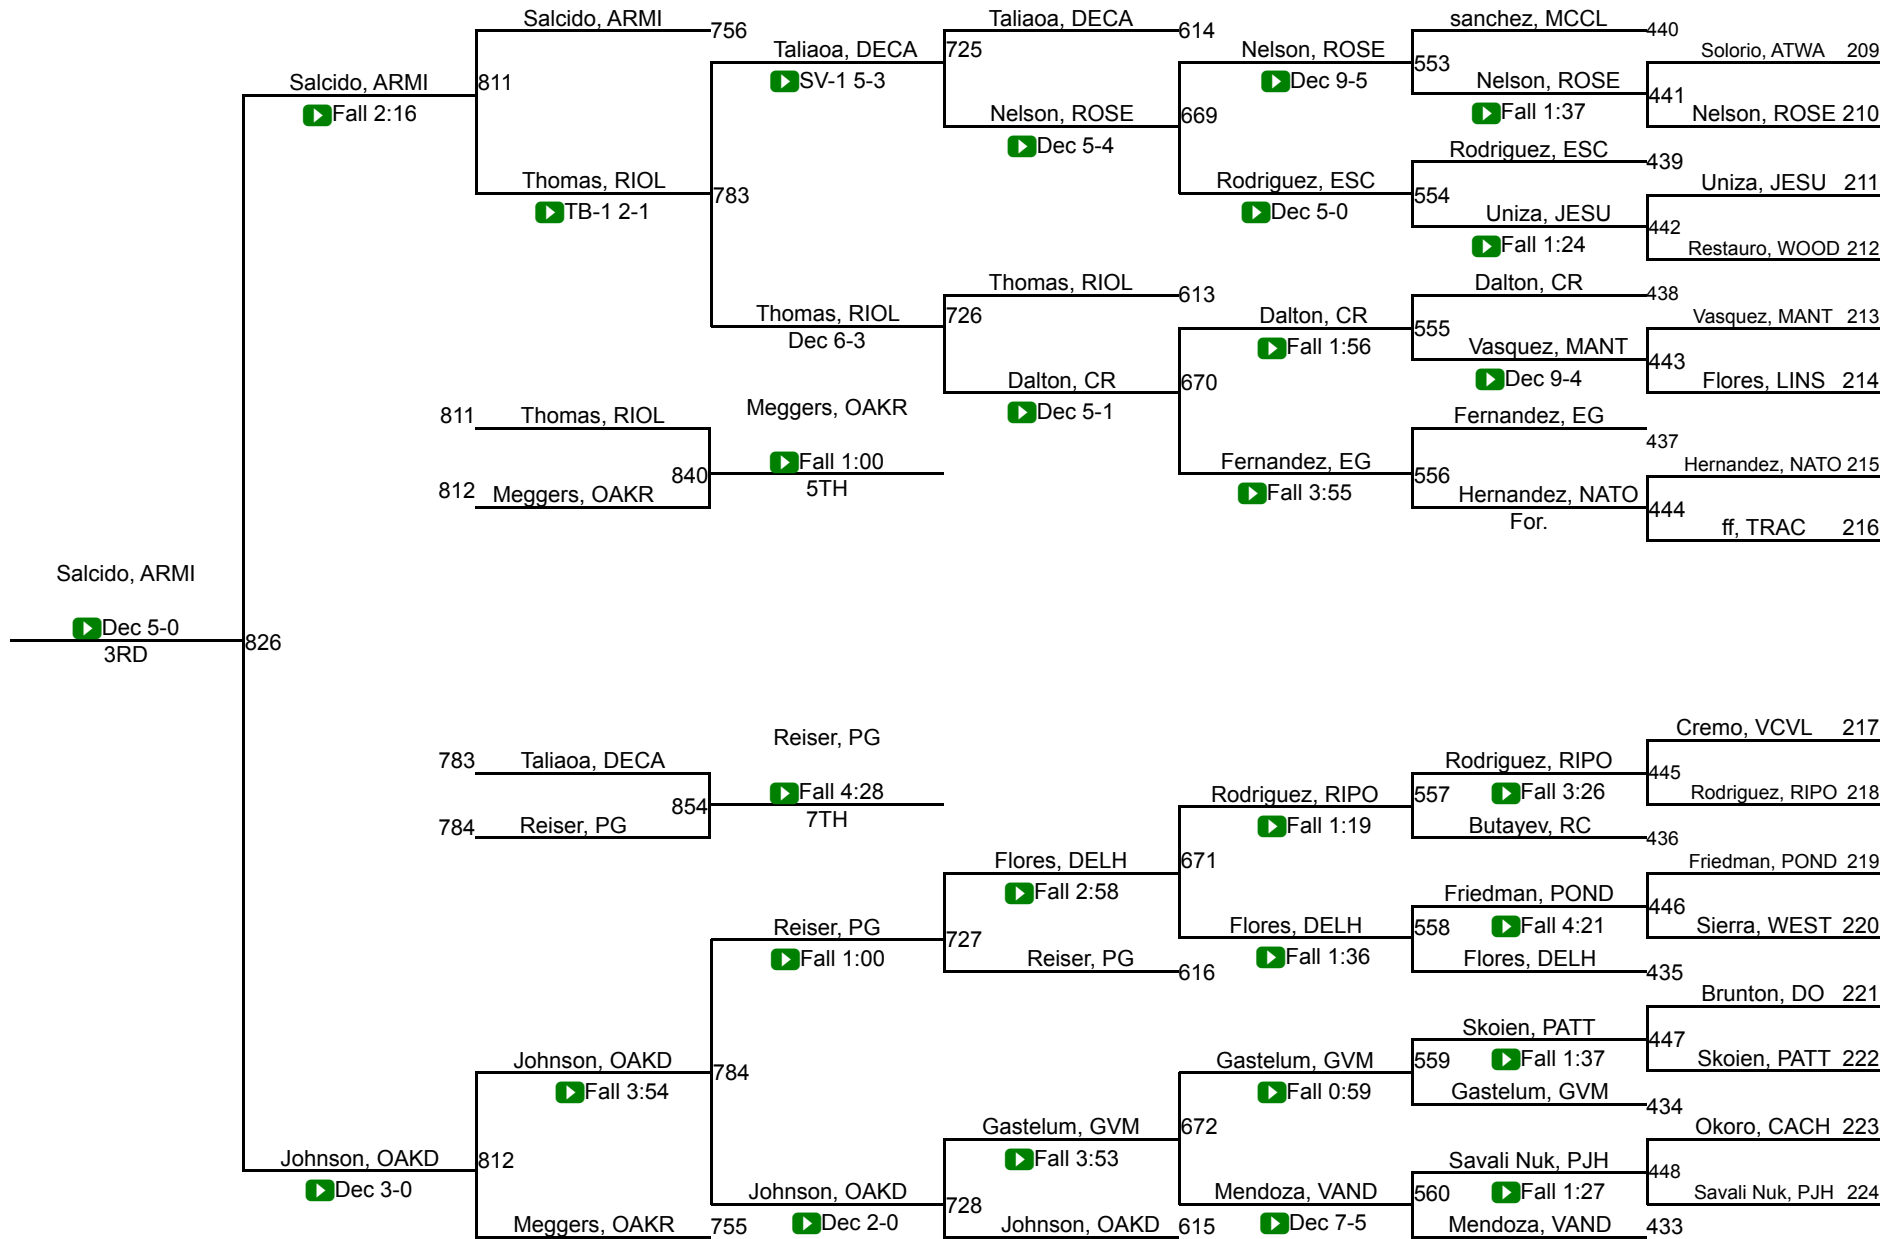 Salcido, ARMI
756
Taliaoa, DECA
614
sanchez, MCCL
440
Taliaoa, DECA
725
Nelson, ROSE
Solorio, ATWA 209
SV-1 5-3
Dec 9-5
553
Salcido, ARMI
811
Nelson, ROSE
441
Fall 2:16
Nelson, ROSE
669
Fall 1:37
Nelson, ROSE 210
Dec 5-4
Rodriguez, ESC
439
Thomas, RIOL
783
Rodriguez, ESC
554
Uniza, JESU 211
TB-1 2-1
Dec 5-0
Uniza, JESU
442
Fall 1:24
Restauro, WOOD 212
Thomas, RIOL
613
Dalton, CR
438
Thomas, RIOL
726
Dalton, CR
555
Vasquez, MANT 213
Dec 6-3
Fall 1:56
Vasquez, MANT
443
Dalton, CR
670
Dec 9-4
Flores, LINS 214
Meggers, OAKR
Dec 5-1
811
Thomas, RIOL
Fernandez, EG
437
Fall 1:00
Fernandez, EG
556
Hernandez, NATO 215
840
812
Meggers, OAKR
5TH
Fall 3:55
Hernandez, NATO
444
For.
ff, TRAC 216
Salcido, ARMI
Dec 5-0
826
3RD
Reiser, PG
Cremo, VCVL 217
783
Taliaoa, DECA
Rodriguez, RIPO
445
Fall 4:28
Rodriguez, RIPO
557
Fall 3:26
Rodriguez, RIPO 218
854
784
Reiser, PG
7TH
Fall 1:19
Butayev, RC
436
Flores, DELH
671
Friedman, POND 219
Fall 2:58
Friedman, POND
446
Reiser, PG
727
Flores, DELH
558
Fall 4:21
Sierra, WEST 220
Fall 1:00
Reiser, PG
616
Fall 1:36
Flores, DELH
435
Brunton, DO 221
Skoien, PATT
447
Johnson, OAKD
784
Gastelum, GVM
559
Fall 1:37
Skoien, PATT 222
Fall 3:54
Fall 0:59
Gastelum, GVM
434
Gastelum, GVM
672
Okoro, CACH 223
Johnson, OAKD
812
Fall 3:53
Savali Nuk, PJH
448
Dec 3-0
Johnson, OAKD
728
Mendoza, VAND
560
Fall 1:27
Savali Nuk, PJH 224
Meggers, OAKR
755
Dec 2-0
Johnson, OAKD
615
Dec 7-5
Mendoza, VAND
433